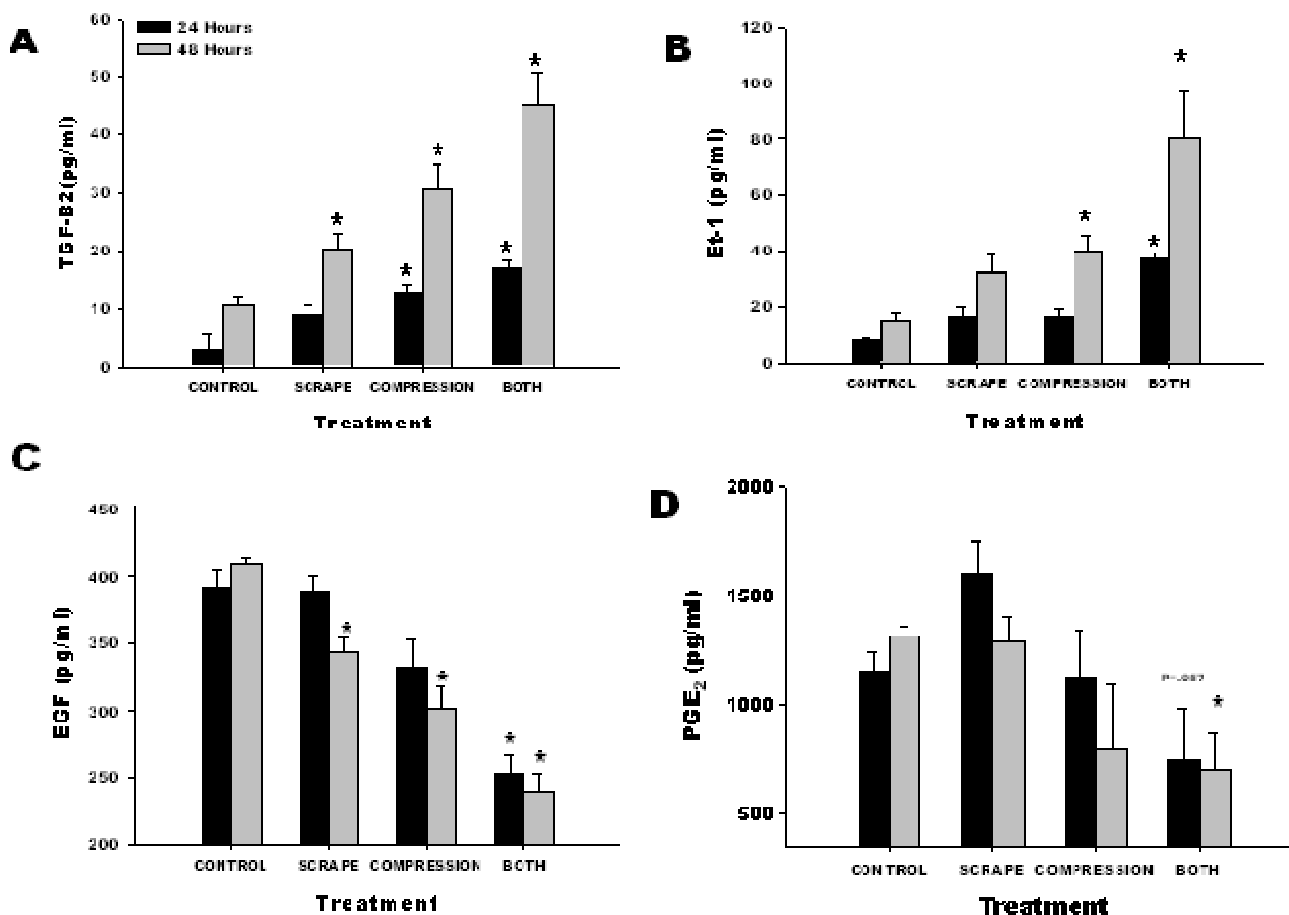 A
24 Hours
48 Hours
TGF-B2(pg/ml)
60
50
40
30
20
10
0
*
*
*
*
*
CONTROL SCRAPE COMPRESSION BOTH
Treatment
B
Et-1 (pg/ml)
120
100
80
60
40
20
0
*
*
*
CONTROL SCRAPE COMPRESSION BOTH
Treatment
C
EGF (pg/ml)
450
400
350
300
250
200
*
*
*
*
CONTROL SCRAPE COMPRESSION BOTH
Treatment
D
PGE2 (pg/ml)
2000
1500
1000
500
*
CONTROL SCRAPE COMPRESSION BOTH
Treatment